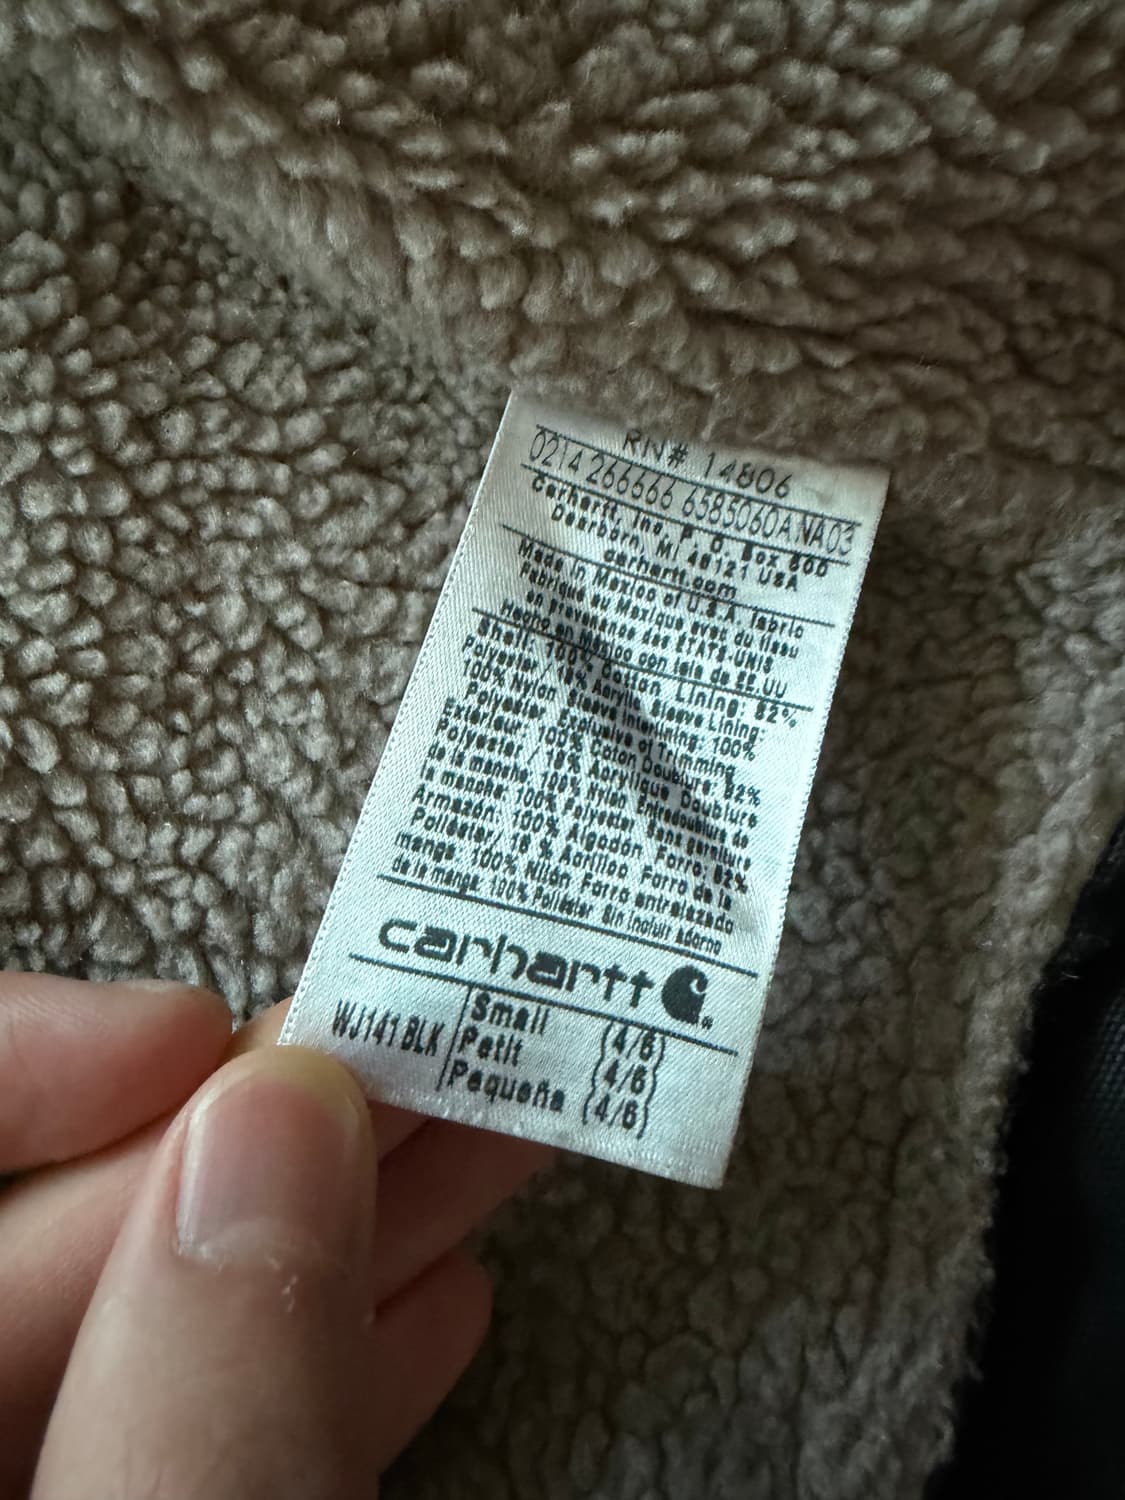 RN# 14806
0214 266666 6585060ANA03
Carhartt, Inc. P. O. Box 600
Dearborn, MI 48121 USA
carhartt.com
Made in Mexico of U.S.A. fabric
Fabriqué au Mexique avec du tissu
en provenance des ÉTATS-UNIS
Hecho en México con tela de EE.UU
Shell: 100% Cotton Lining: 82%
Polyester / 18% Acrylic Sleeve Lining:
100% Nylon Sleeve Interlining: 100%
Polyester Exclusive of Trimming
Extérieur: 100% Coton Doublure: 82%
Polyester, 18% Acrylique Doublure
de la manche: 100% Nylon Entredoublure de
la manche: 100% Polyester, Sans garniture
Armazón: 100% Algodón, Forro: 82%
Poliéster, 18 % Acrílico Forro de la
manga: 100% Nilón Forro entrelazado
de la manga: 100% Poliéster Sin incluir adorno
carhartt
WJ141 BLK
Small (4/6)
Petit (4/6)
Pequeña (4/6)